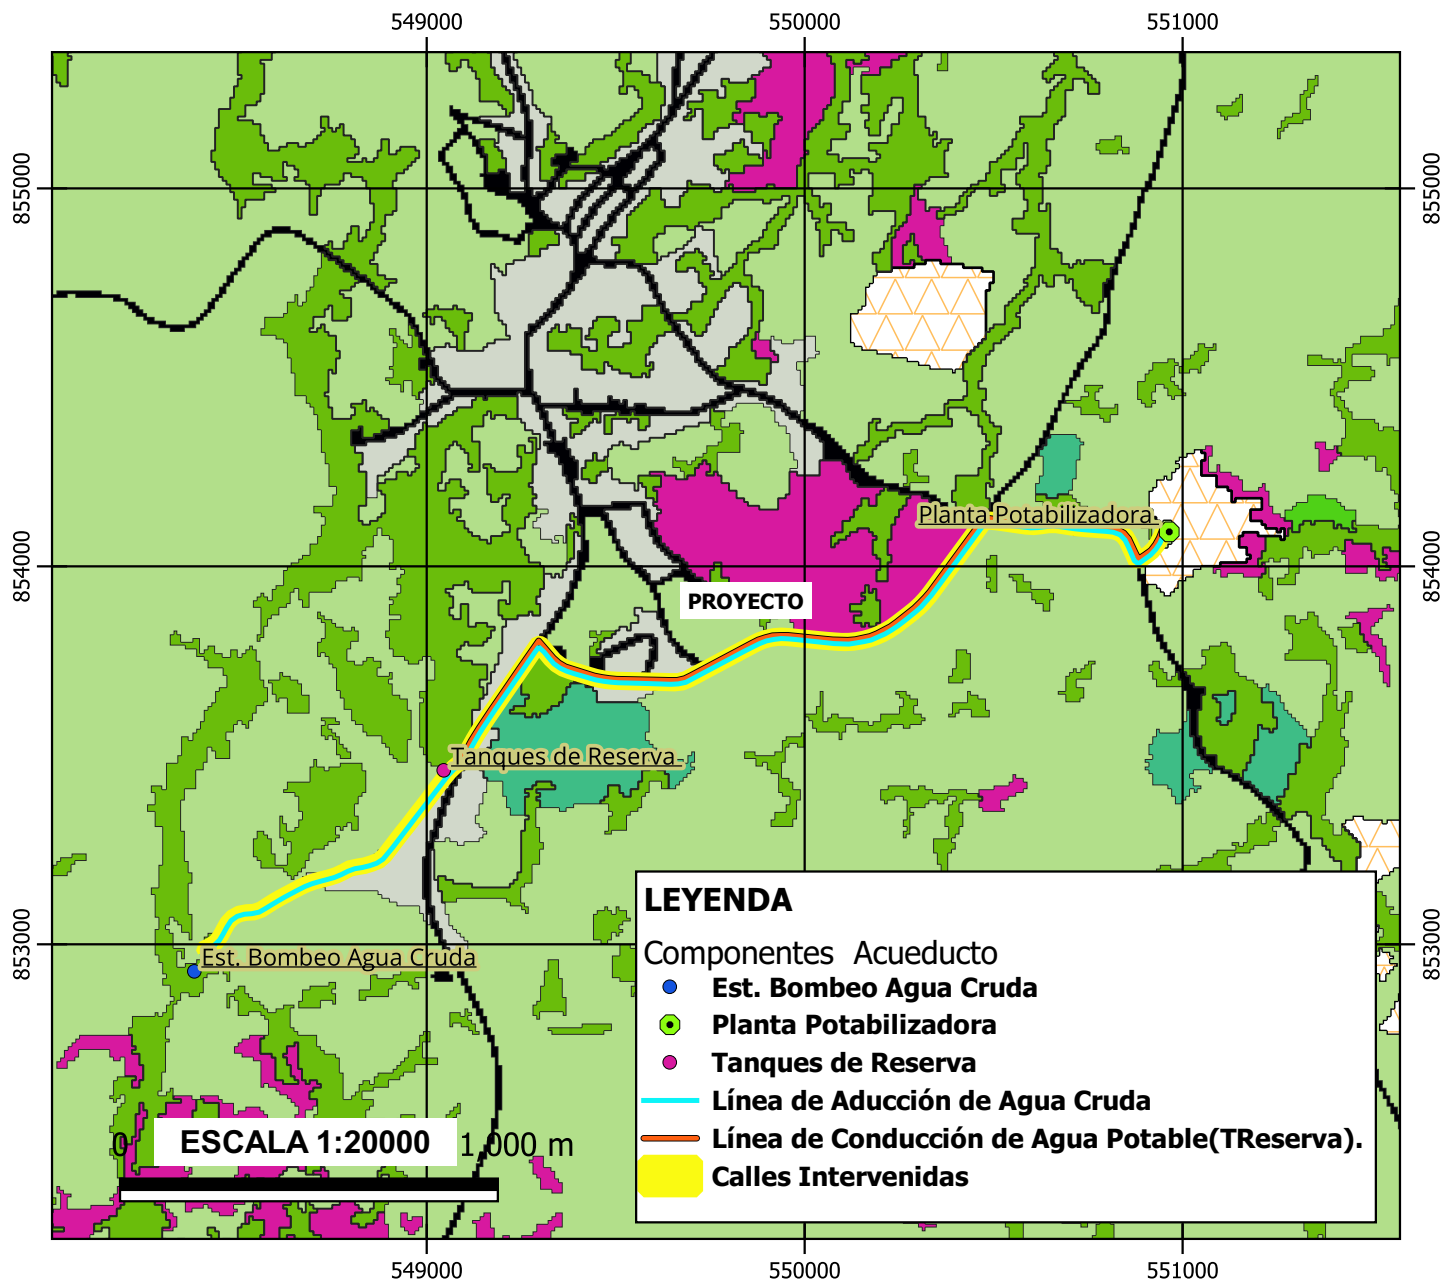 549000 550000 551000
855000 855000
Planta Potabilizadora
854000 854000
PROYECTO
Tanques de Reserva
LEYENDA
853000 853000
Componentes Acueducto
Est. Bombeo Agua Cruda
Est. Bombeo Agua Cruda
Planta Potabilizadora
Tanques de Reserva
Línea de Aducción de Agua Cruda
0 ESCALA 1:20000 1,000 m
Línea de Conducción de Agua Potable(TReserva).
Calles Intervenidas
549000 550000 551000